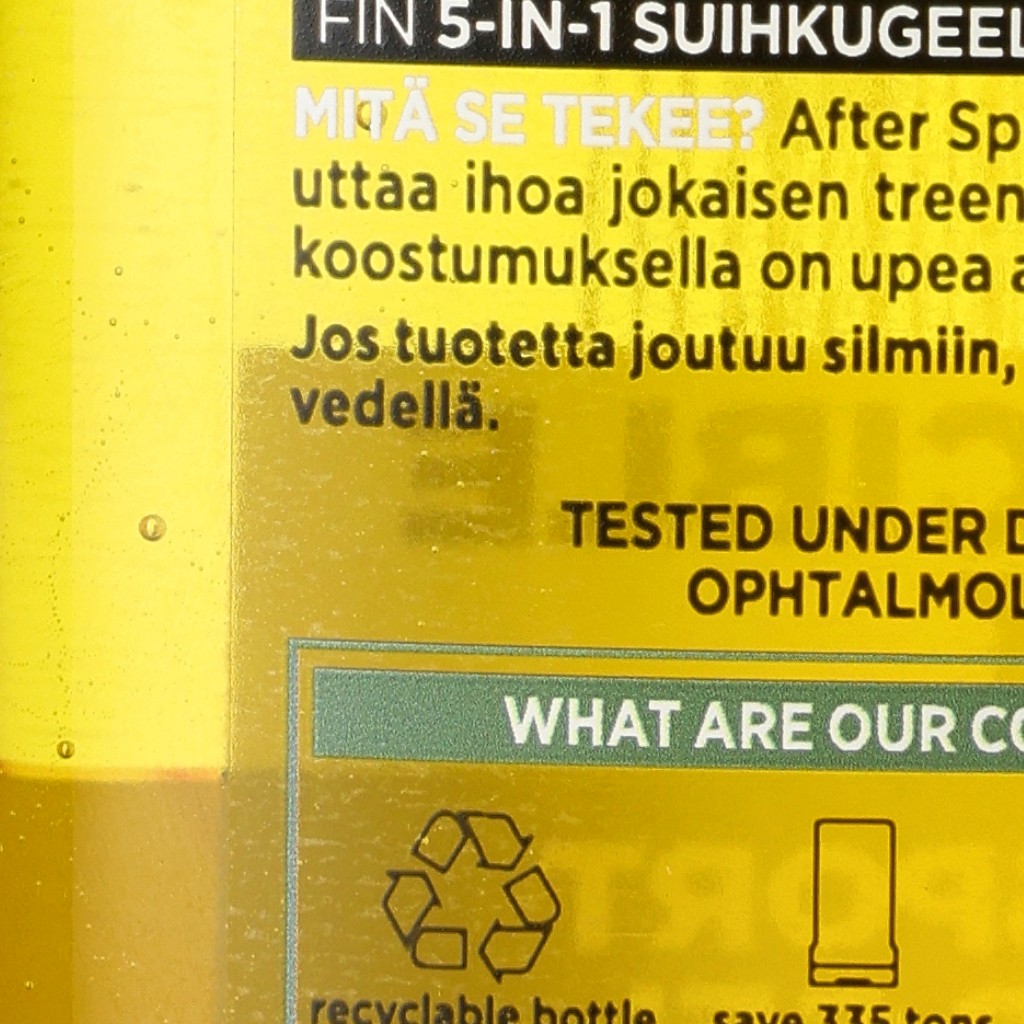 FIN 5-IN-1 SUIHKUGEEL
MITÄ SE TEKEE? After Sp
uttaa ihoa jokaisen treen
koostumuksella on upea a
Jos tuotetta joutuu silmiin,
vedellä.
TESTED UNDER D
OPHTALMOL
WHAT ARE OUR CO
recyclable bottle save 335 tons